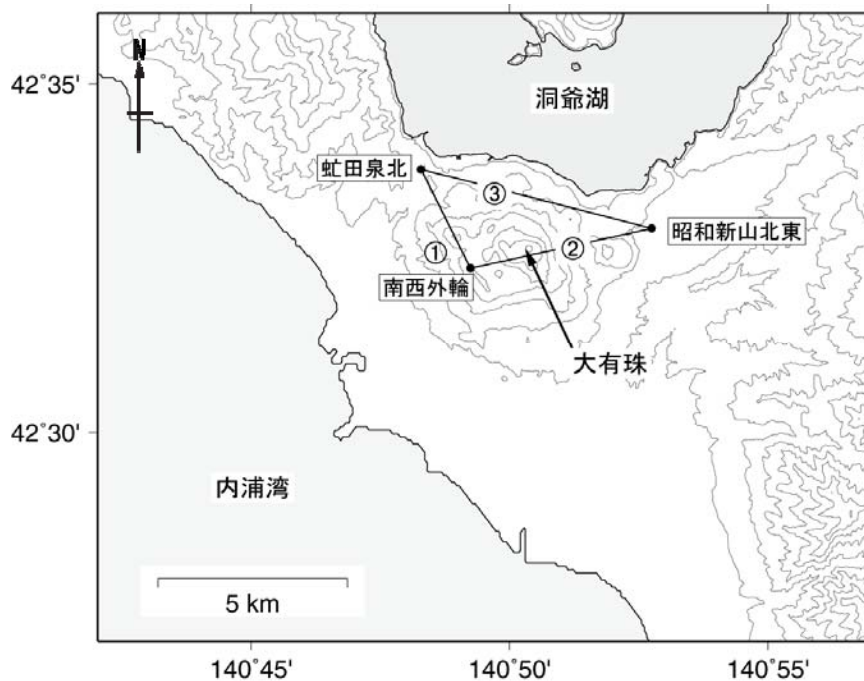 N
42°35'
洞爺湖
虻田泉北
③
昭和新山北東
①
②
南西外輪
大有珠
42°30'
内浦湾
5 km
140°45'
140°50'
140°55'